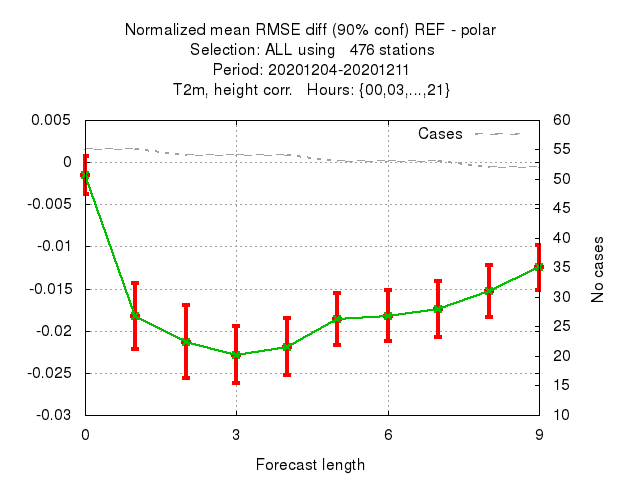 Normalized mean RMSE diff (90% conf) REF - polar
Selection: ALL using   476 stations
Period: 20201204-20201211
T2m, height corr.   Hours: {00,03,...,21}
Cases
0.005
0
-0.005
-0.01
-0.015
-0.02
-0.025
-0.03
60
55
50
45
40
35
30
25
20
15
10
No cases
0 3 6 9
Forecast length